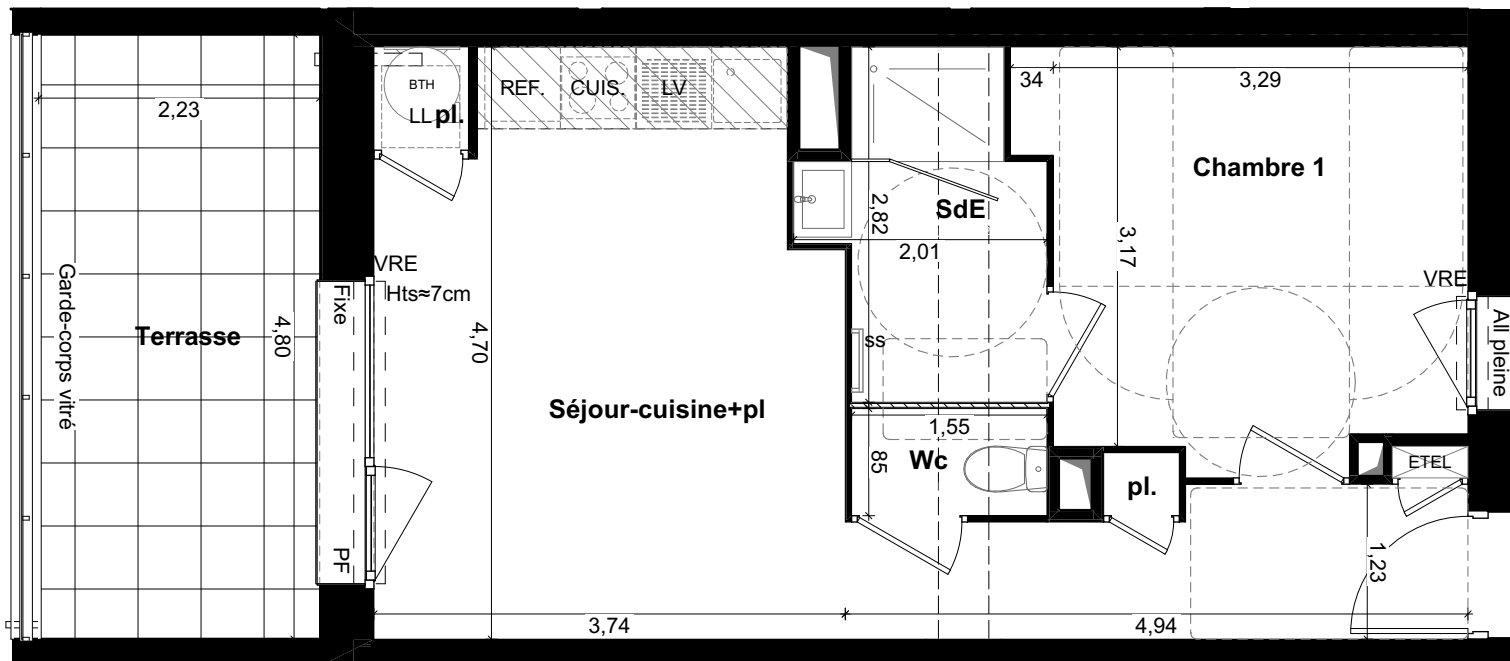 BTH
LL
pl.
REF.
CUIS.
LV
34
3,29
2,23
Chambre 1
SdE
2,82
2,01
3,17
VRE
Hts≈7cm
VRE
Garde-corps vitré
Terrasse
4,80
Fixe
PF
4,70
ss
All pleine
Séjour-cuisine+pl
1,55
Wc
85
pl.
ETEL
1,23
3,74
4,94